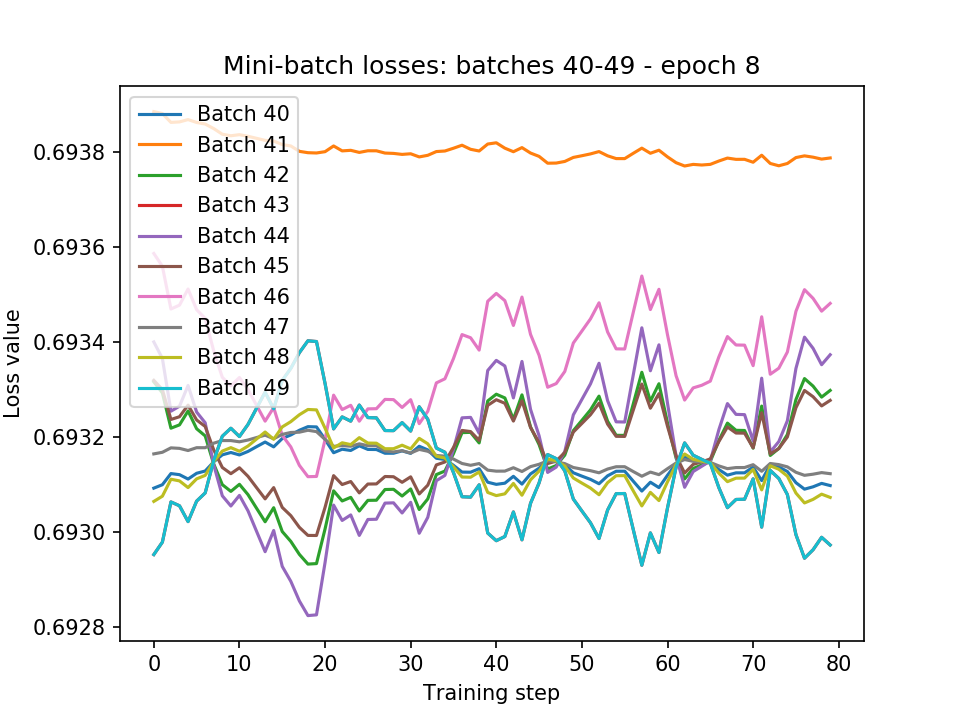 Mini-batch losses: batches 40-49 - epoch 8
Batch 40
Batch 41
Batch 42
Batch 43
Batch 44
Batch 45
Batch 46
Batch 47
Batch 48
Batch 49
0.6938
0.6936
0.6934
0.6932
0.6930
0.6928
Loss value
0 10 20 30 40 50 60 70 80
Training step